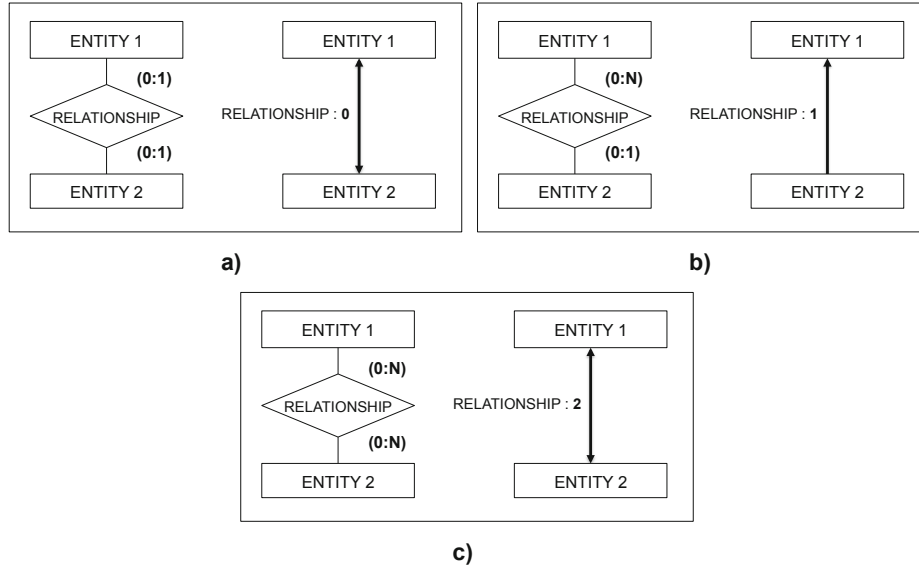 ENTITY 1
(0:1)
RELATIONSHIP
(0:1)
ENTITY 2
ENTITY 1
RELATIONSHIP : 0
ENTITY 2
a)
ENTITY 1
(0:N)
RELATIONSHIP
(0:1)
ENTITY 2
ENTITY 1
RELATIONSHIP : 1
ENTITY 2
b)
ENTITY 1
(0:N)
RELATIONSHIP
(0:N)
ENTITY 2
ENTITY 1
RELATIONSHIP : 2
ENTITY 2
c)